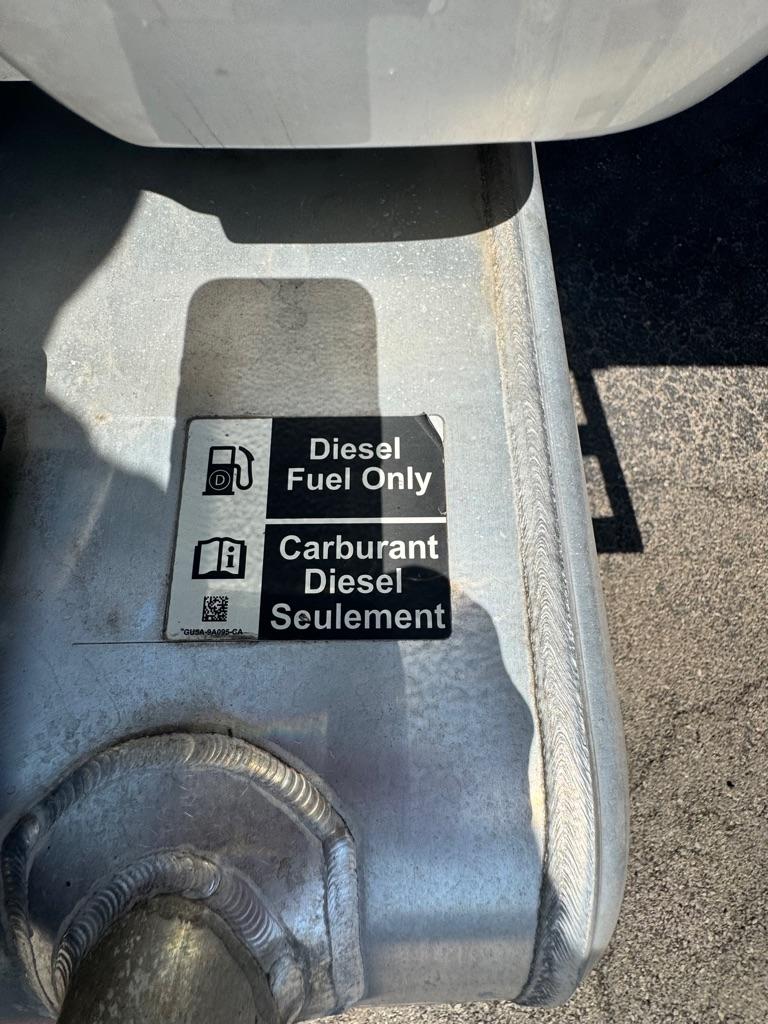 Diesel
Fuel Only
D
i
Carburant
Diesel
Seulement